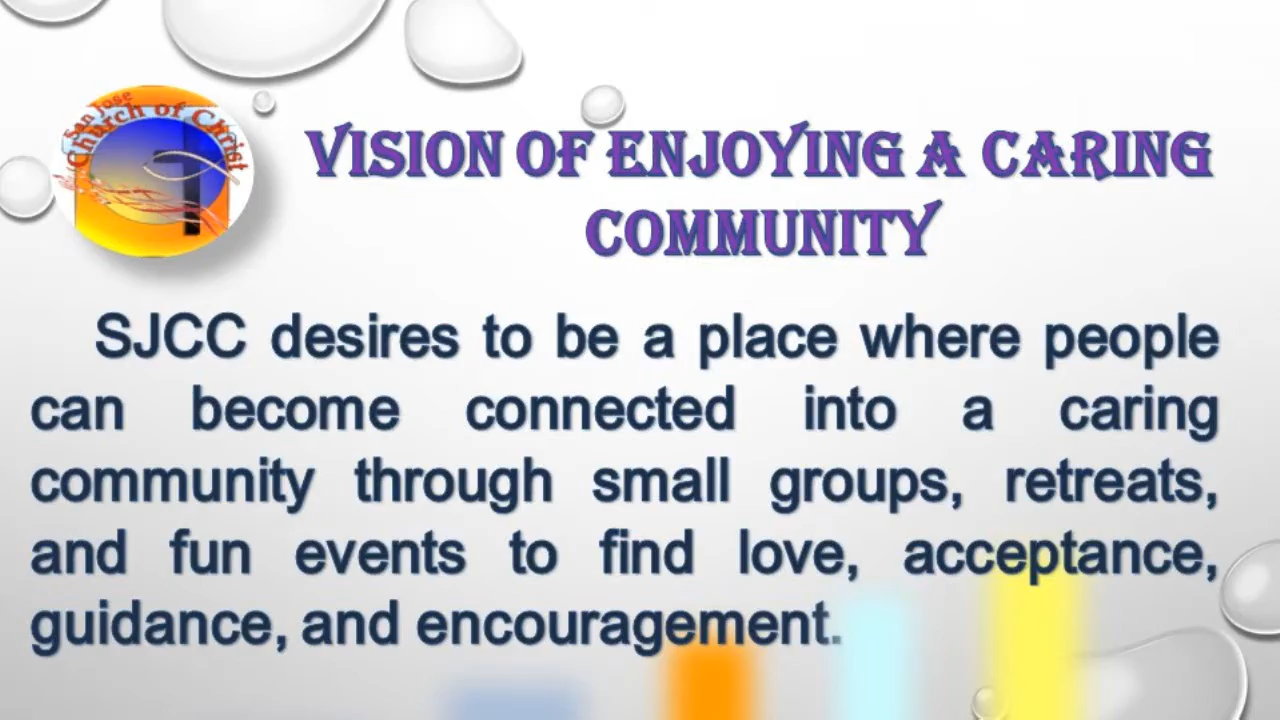 San Jose
Church of Christ
VISION OF ENJOYING A CARING
COMMUNITY
SJCC desires to be a place where people
can become connected into a caring
community through small groups, retreats,
and fun events to find love, acceptance,
guidance, and encouragement.